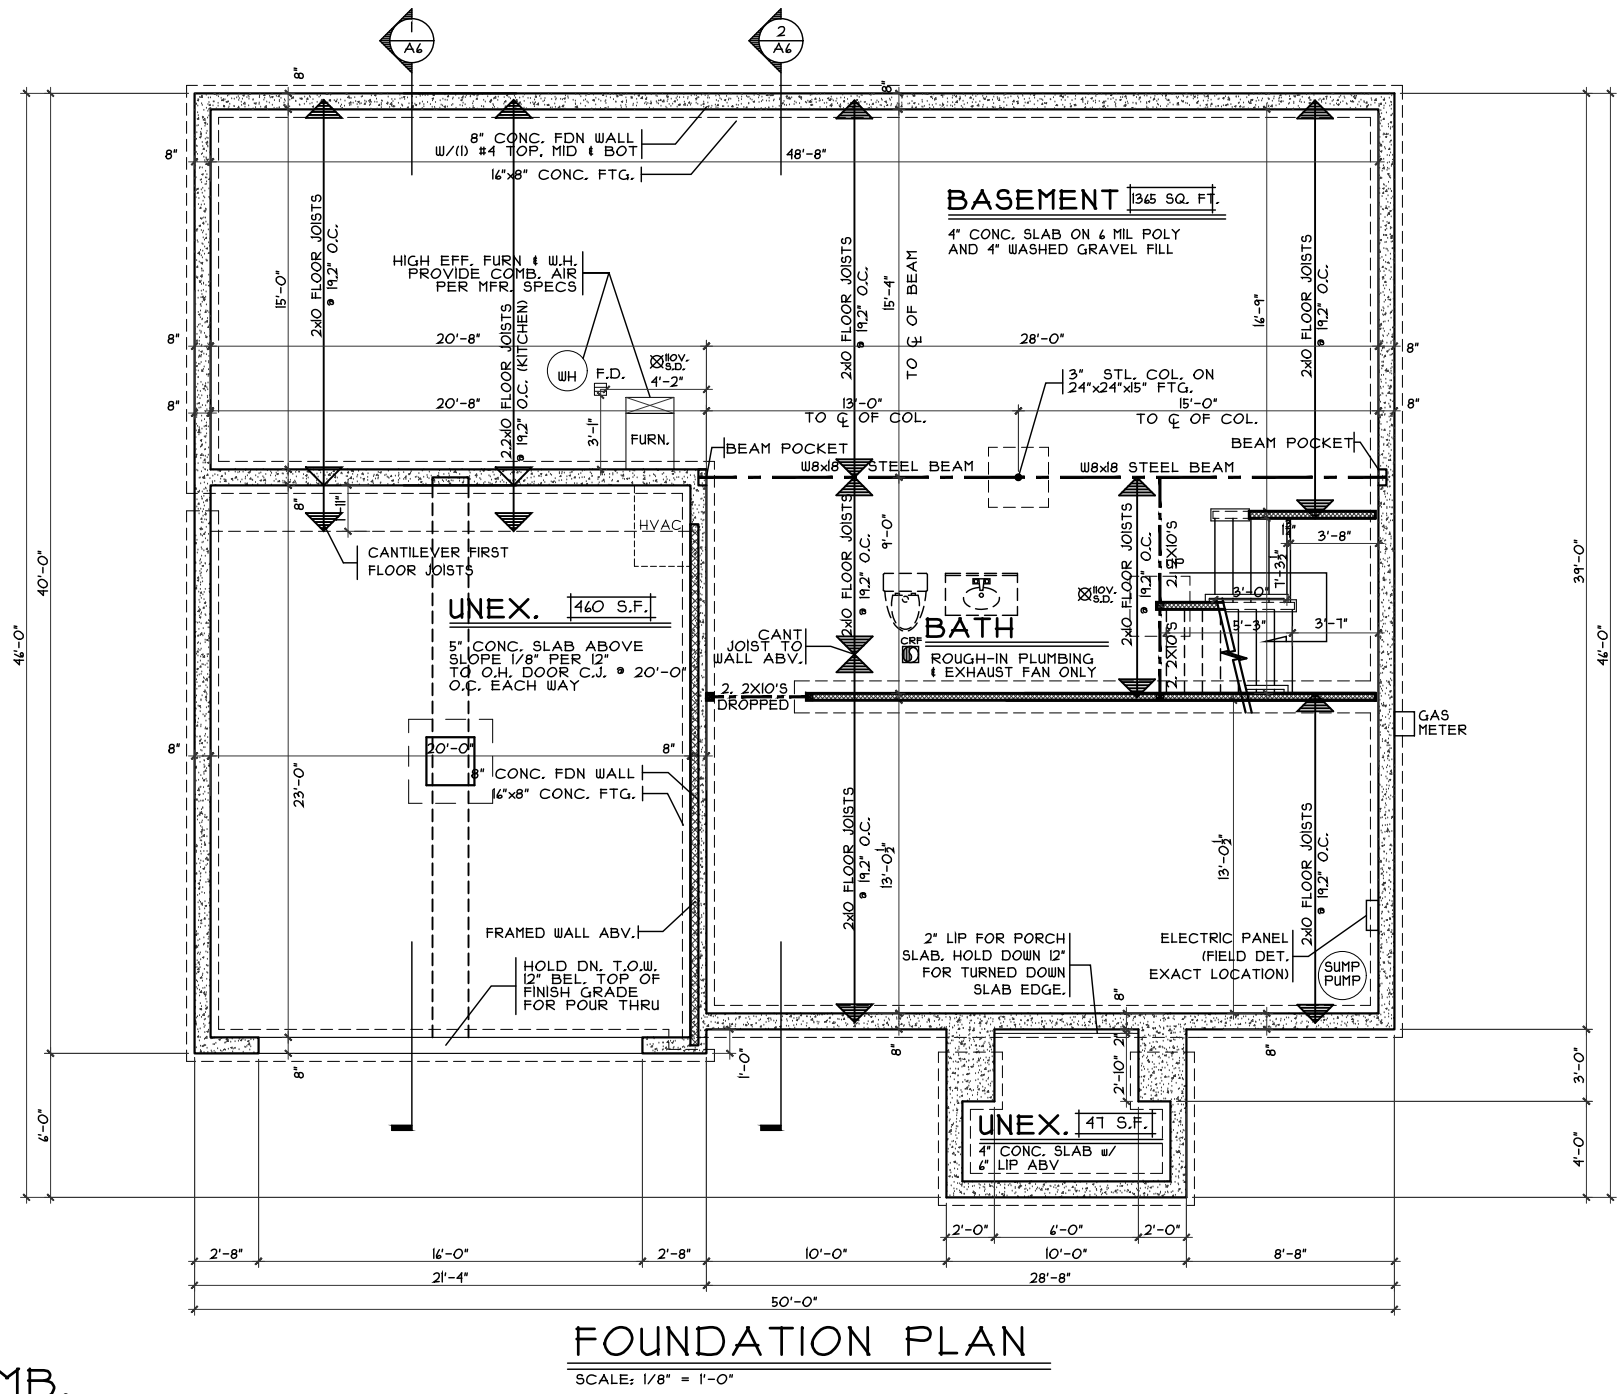 1
A6
2
A6
8"
8"
8" CONC. FDN WALL
W/(1) #4 TOP, MID & BOT
16"x8" CONC. FTG.
8"
48'-8"
BASEMENT 1365 SQ. FT.
4" CONC. SLAB ON 6 MIL POLY
AND 4" WASHED GRAVEL FILL
2x10 FLOOR JOISTS
@ 19.2" O.C.
15'-0"
HIGH EFF. FURN & W.H.
PROVIDE COMB. AIR
PER MFR. SPECS
2.2x10 FLOOR JOISTS
@ 19.2" O.C. (KITCHEN)
2x10 FLOOR JOISTS
@ 19.2" O.C.
15'-4"
TO ℄ OF BEAM
16'-9"
2x10 FLOOR JOISTS
@ 19.2" O.C.
8"
20'-8"
28'-0"
8"
WH
F.D.
110V.
S.D.
4'-2"
3" STL. COL. ON
24"x24"x15" FTG.
8"
20'-8"
13'-0"
TO ℄ OF COL.
15'-0"
TO ℄ OF COL.
8"
3'-1"
FURN.
BEAM POCKET
BEAM POCKET
W8x18 STEEL BEAM
W8x18 STEEL BEAM
8"
1'-11"
HVAC
CANTILEVER FIRST
FLOOR JOISTS
2x10 FLOOR JOISTS
@ 19.2" O.C.
9'-0"
2x10 FLOOR JOISTS
@ 19.2" O.C.
2, 2X10'S
UP
3'-8"
7'-3½"
3'-0"
5'-3"
3'-7"
2, 2X10'S
110V.
S.D.
40'-0"
46'-0"
39'-0"
46'-0"
UNEX. 460 S.F.
5" CONC. SLAB ABOVE
SLOPE 1/8" PER 12"
TO O.H. DOOR C.J. @ 20'-0"
O.C. EACH WAY
CANT
JOIST TO
WALL ABV.
CRF
BATH
ROUGH-IN PLUMBING
& EXHAUST FAN ONLY
2, 2X10'S
DROPPED
GAS
METER
8"
20'-0"
8"
23'-0"
8" CONC. FDN WALL
16"x8" CONC. FTG.
2x10 FLOOR JOISTS
@ 19.2" O.C.
13'-0½"
13'-0½"
2x10 FLOOR JOISTS
@ 19.2" O.C.
FRAMED WALL ABV.
2" LIP FOR PORCH
SLAB, HOLD DOWN 12"
FOR TURNED DOWN
SLAB EDGE.
ELECTRIC PANEL
(FIELD DET.
EXACT LOCATION)
SUMP
PUMP
HOLD DN. T.O.W.
12" BEL. TOP OF
FINISH GRADE
FOR POUR THRU
8"
8"
1'-0"
8"
2"
2'-10"
8"
3'-0"
6'-0"
4'-0"
UNEX. 47 S.F.
4" CONC. SLAB w/
6" LIP ABV
2'-0"
6'-0"
2'-0"
2'-8"
16'-0"
2'-8"
10'-0"
10'-0"
8'-8"
21'-4"
28'-8"
50'-0"
FOUNDATION PLAN
SCALE: 1/8" = 1'-0"